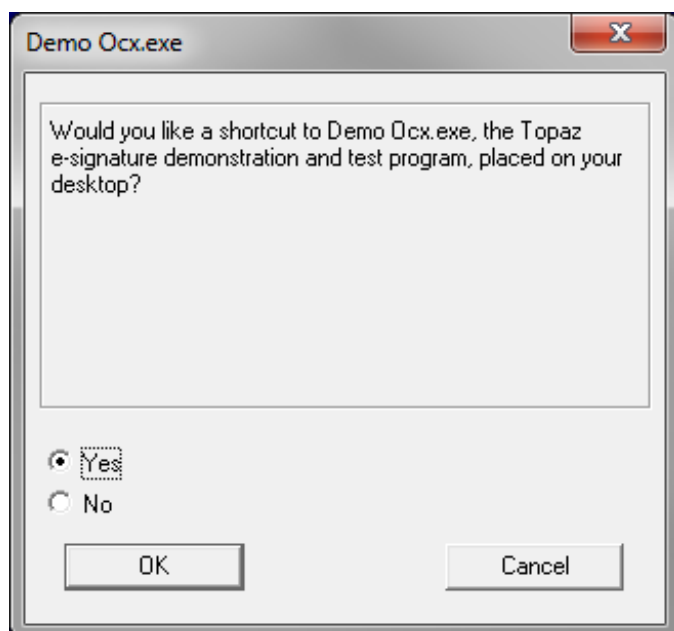 Demo Ocx.exe
Would you like a shortcut to Demo Ocx.exe, the Topaz
e-signature demonstration and test program, placed on your
desktop?
Yes
No
OK
Cancel